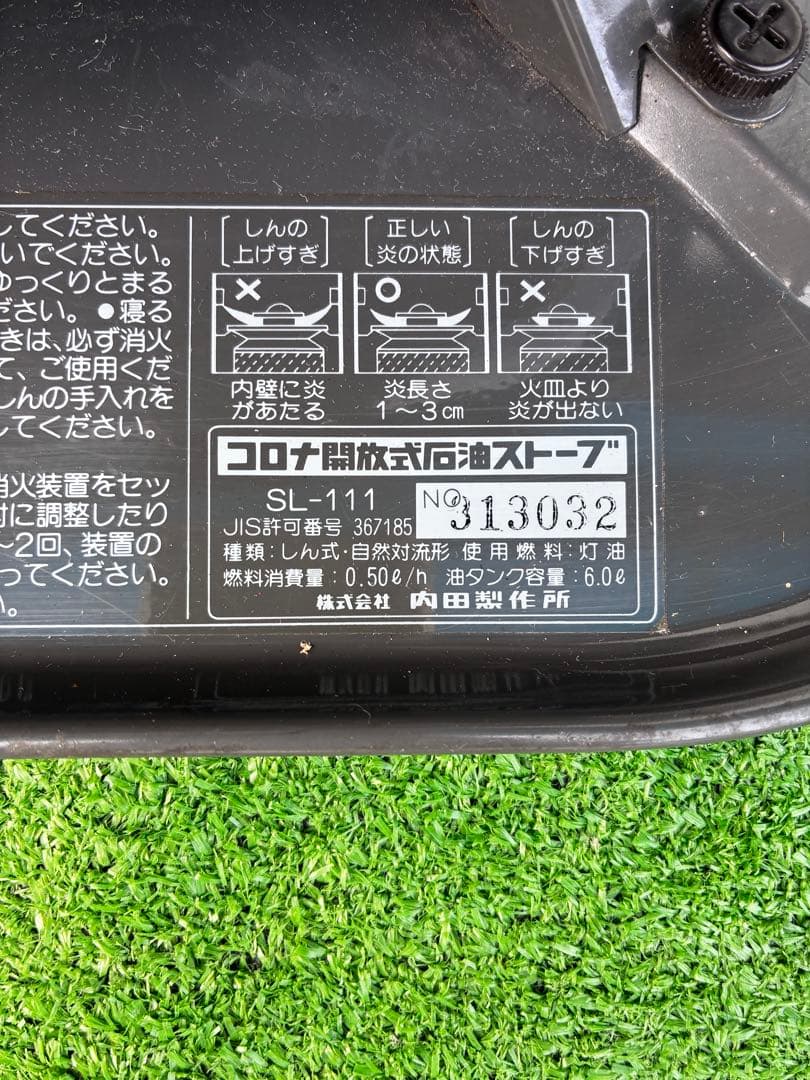 してください。
いでください。
ゆっくりとまる
ださい。●寝る
きは、必ず消火
て、ご使用くだ
しんの手入れを
してください。
消火装置をセッ
対に調整したり
〜2回、装置の
ってください。
い。
しんの
上げすぎ
正しい
炎の状態
しんの
下げすぎ
内壁に炎
があたる
炎長さ
1〜3cm
火皿より
炎が出ない
コロナ開放式石油ストーブ
SL-111 NO. 313032
JIS許可番号 367185
種類:しん式・自然対流形 使用燃料:灯油
燃料消費量:0.50ℓ/h 油タンク容量:6.0ℓ
株式会社 内田製作所